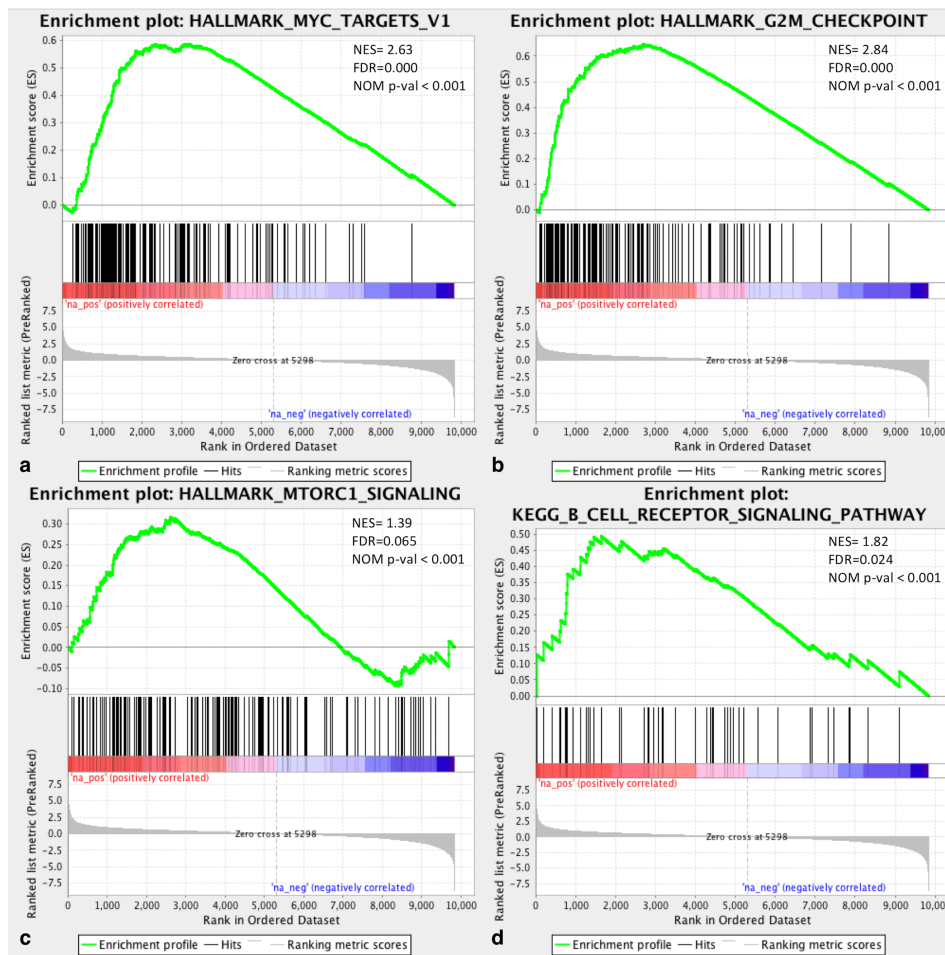 Enrichment plot: HALLMARK_MYC_TARGETS_V1
Enrichment score (ES)
0.6
0.5
0.4
0.3
0.2
0.1
0.0
NES= 2.63
FDR=0.000
NOM p-val < 0.001
'na_pos' (positively correlated)
Ranked list metric (PreRanked)
7.5
5.0
2.5
0.0
-2.5
-5.0
-7.5
Zero cross at 5298
'na_neg' (negatively correlated)
0 1,000 2,000 3,000 4,000 5,000 6,000 7,000 8,000 9,000 10,000
Rank in Ordered Dataset
a
Enrichment profile Hits Ranking metric scores
Enrichment plot: HALLMARK_G2M_CHECKPOINT
Enrichment score (ES)
0.6
0.5
0.4
0.3
0.2
0.1
0.0
NES= 2.84
FDR=0.000
NOM p-val < 0.001
'na_pos' (positively correlated)
Ranked list metric (PreRanked)
7.5
5.0
2.5
0.0
-2.5
-5.0
-7.5
Zero cross at 5298
'na_neg' (negatively correlated)
0 1,000 2,000 3,000 4,000 5,000 6,000 7,000 8,000 9,000 10,000
Rank in Ordered Dataset
b
Enrichment profile Hits Ranking metric scores
Enrichment plot: HALLMARK_MTORC1_SIGNALING
Enrichment score (ES)
0.30
0.25
0.20
0.15
0.10
0.05
0.00
-0.05
-0.10
NES= 1.39
FDR=0.065
NOM p-val < 0.001
'na_pos' (positively correlated)
Ranked list metric (PreRanked)
7.5
5.0
2.5
0.0
-2.5
-5.0
-7.5
Zero cross at 5298
'na_neg' (negatively correlated)
0 1,000 2,000 3,000 4,000 5,000 6,000 7,000 8,000 9,000 10,000
Rank in Ordered Dataset
c
Enrichment profile Hits Ranking metric scores
Enrichment plot:
KEGG_B_CELL_RECEPTOR_SIGNALING_PATHWAY
Enrichment score (ES)
0.50
0.45
0.40
0.35
0.30
0.25
0.20
0.15
0.10
0.05
0.00
NES= 1.82
FDR=0.024
NOM p-val < 0.001
'na_pos' (positively correlated)
Ranked list metric (PreRanked)
7.5
5.0
2.5
0.0
-2.5
-5.0
-7.5
Zero cross at 5298
'na_neg' (negatively correlated)
0 1,000 2,000 3,000 4,000 5,000 6,000 7,000 8,000 9,000 10,000
Rank in Ordered Dataset
d
Enrichment profile Hits Ranking metric scores